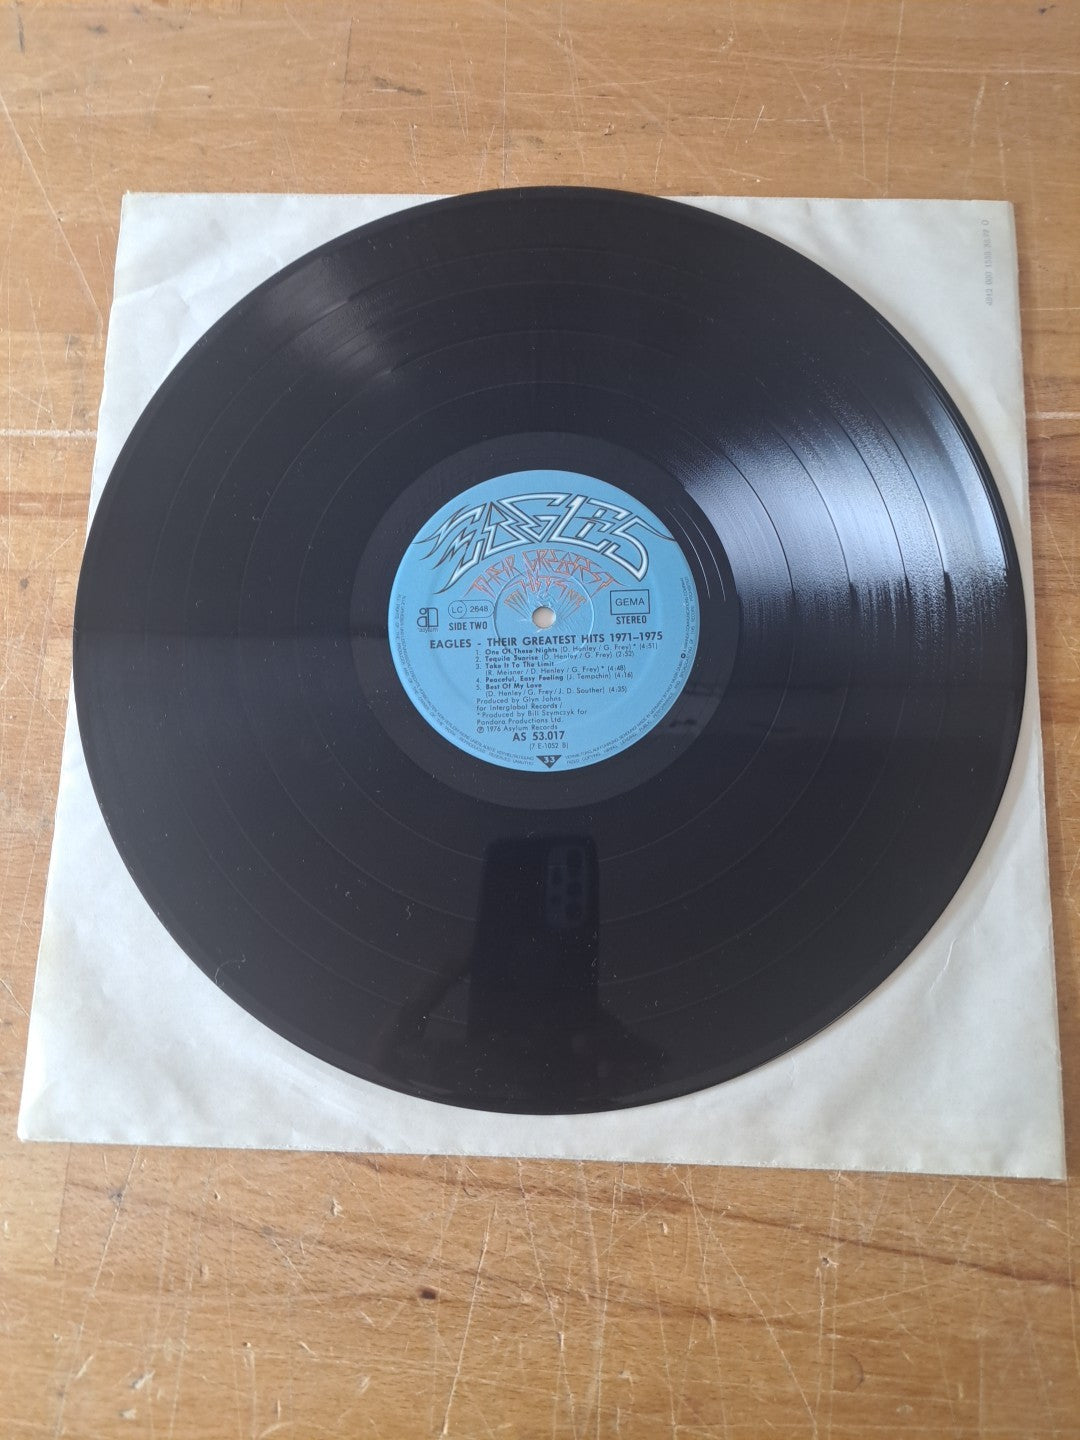 EAGLES
THEIR GREATEST
HITS
asylum
LC 2648
GEMA
SIDE TWO
STEREO
EAGLES - THEIR GREATEST HITS 1971-1975
1. One Of These Nights (D. Henley / G. Frey) * (4:51)
2. Tequila Sunrise (D. Henley / G. Frey) (2:52)
3. Take It To The Limit
(R. Meisner / D. Henley / G. Frey) * (4:48)
4. Peaceful, Easy Feeling (J. Tempchin) (4:16)
5. Best Of My Love
(D. Henley / G. Frey / J. D. Souther) (4:35)
Produced by Glyn Johns
for Interglobal Records /
* Produced by Bill Szymczyk for
Pandora Productions Ltd.
℗ 1976 Asylum Records
AS 53.017
(7 E-1052 B)
33